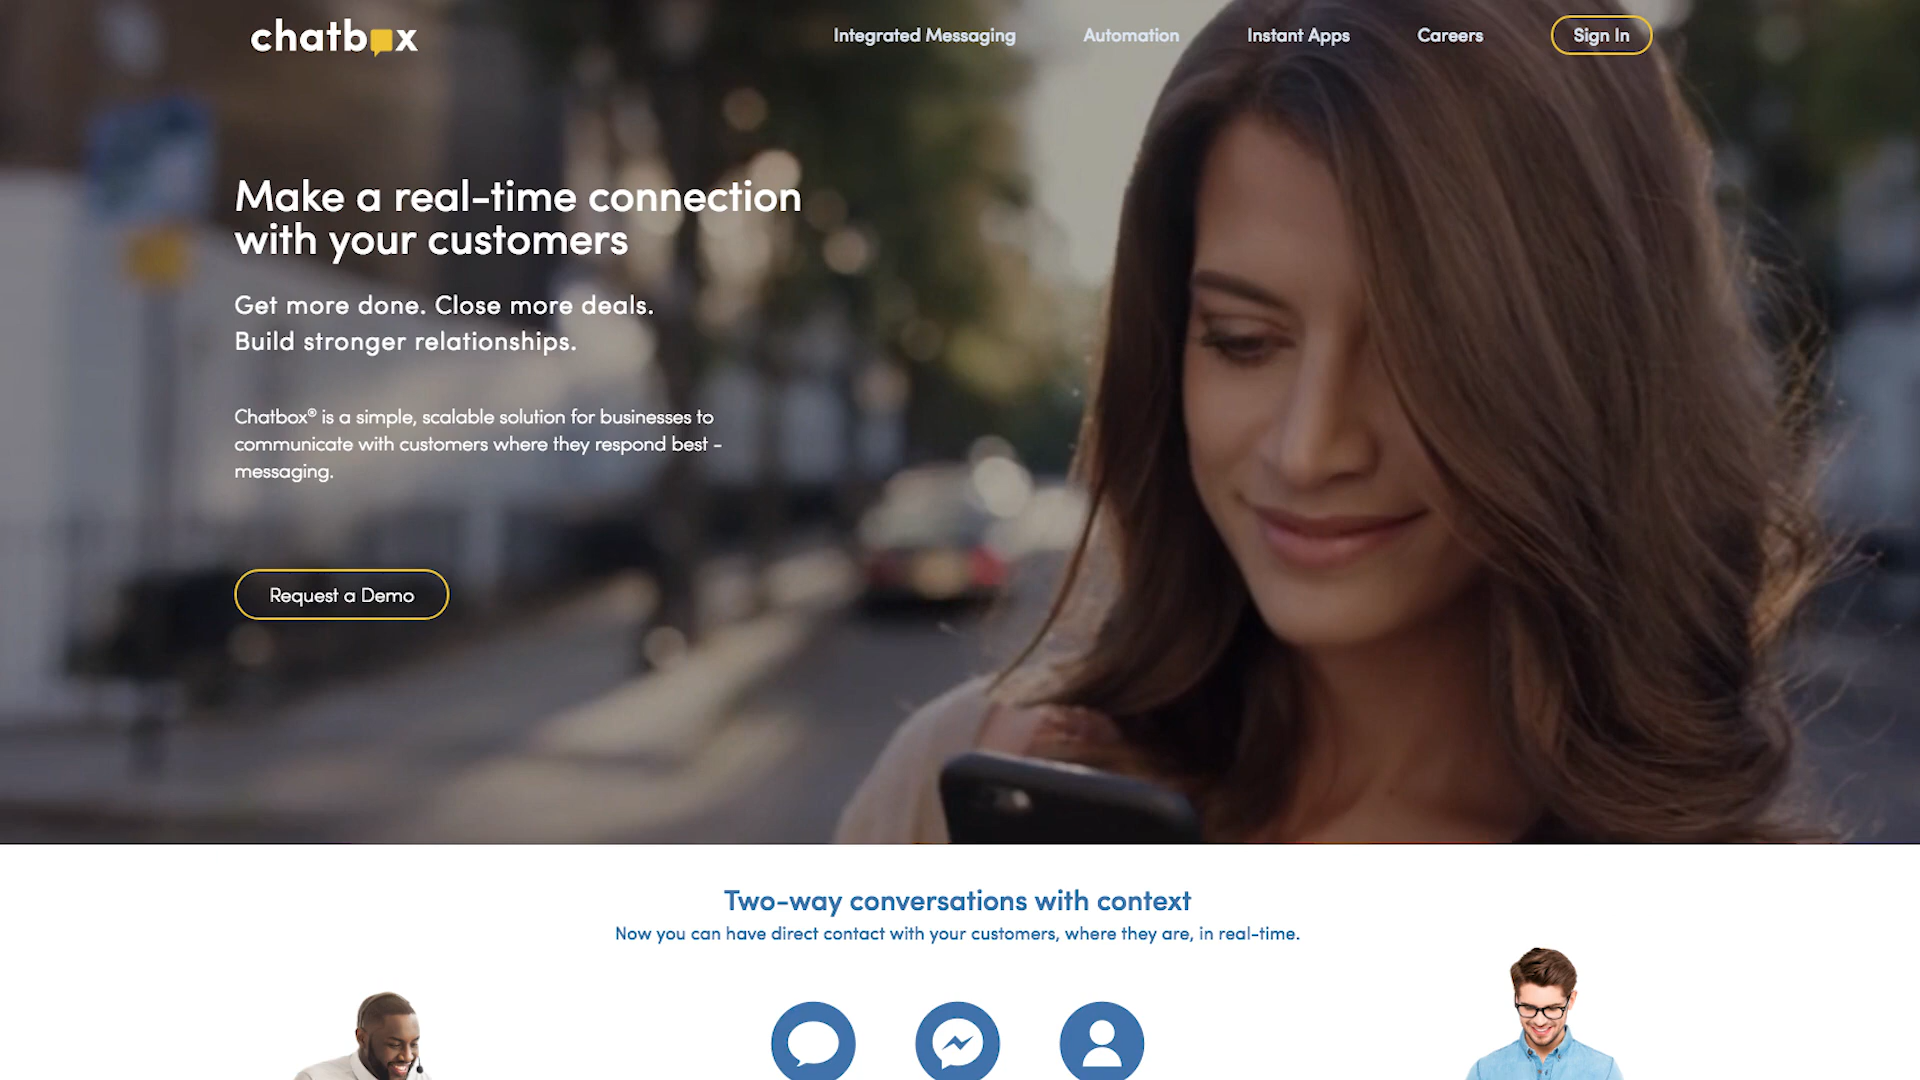 chatbox
Integrated Messaging
Automation
Instant Apps
Careers
Sign In
Make a real-time connection
with your customers
Get more done. Close more deals.
Build stronger relationships.
Chatbox® is a simple, scalable solution for businesses to
communicate with customers where they respond best -
messaging.
Request a Demo
Two-way conversations with context
Now you can have direct contact with your customers, where they are, in real-time.